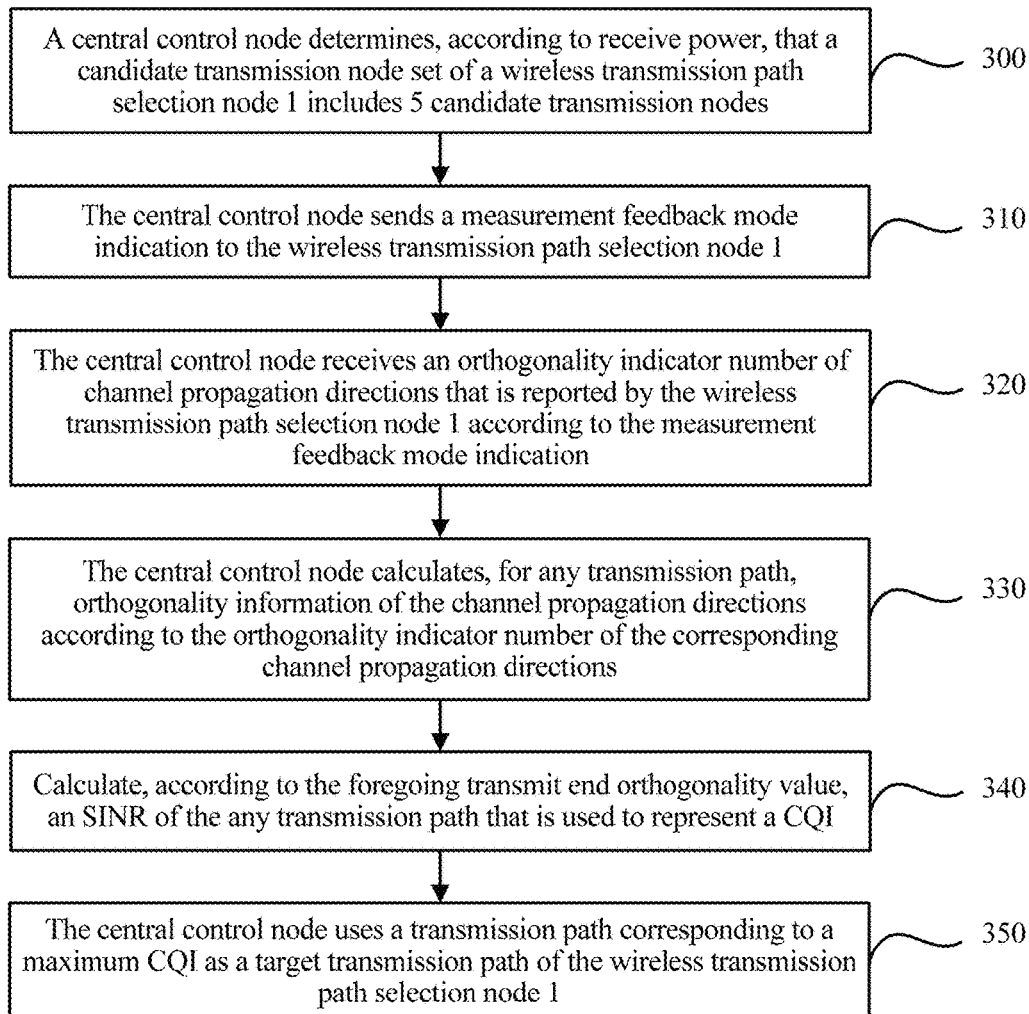 A central control node determines, according to receive power, that a
candidate transmission node set of a wireless transmission path
selection node 1 includes 5 candidate transmission nodes
300
The central control node sends a measurement feedback mode
indication to the wireless transmission path selection node 1
310
The central control node receives an orthogonality indicator number of
channel propagation directions that is reported by the wireless
transmission path selection node 1 according to the measurement
feedback mode indication
320
The central control node calculates, for any transmission path,
orthogonality information of the channel propagation directions
according to the orthogonality indicator number of the corresponding
channel propagation directions
330
Calculate, according to the foregoing transmit end orthogonality value,
an SINR of the any transmission path that is used to represent a CQI
340
The central control node uses a transmission path corresponding to a
maximum CQI as a target transmission path of the wireless transmission
path selection node 1
350